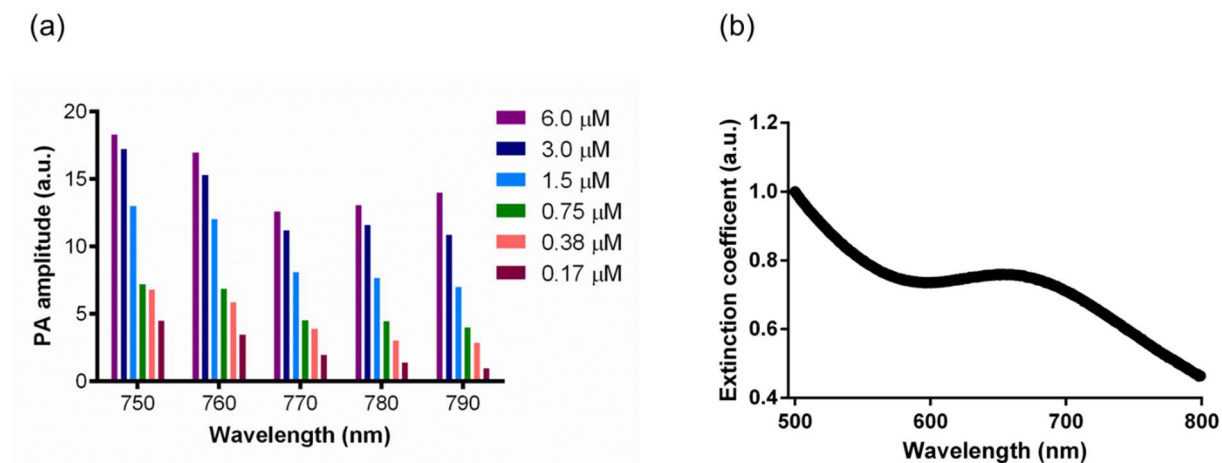 (a)
20
15
10
5
0
PA amplitude (a.u.)
750 760 770 780 790
Wavelength (nm)
6.0 μM
3.0 μM
1.5 μM
0.75 μM
0.38 μM
0.17 μM
(b)
1.2
1.0
0.8
0.6
0.4
Extinction coefficent (a.u.)
500 600 700 800
Wavelength (nm)